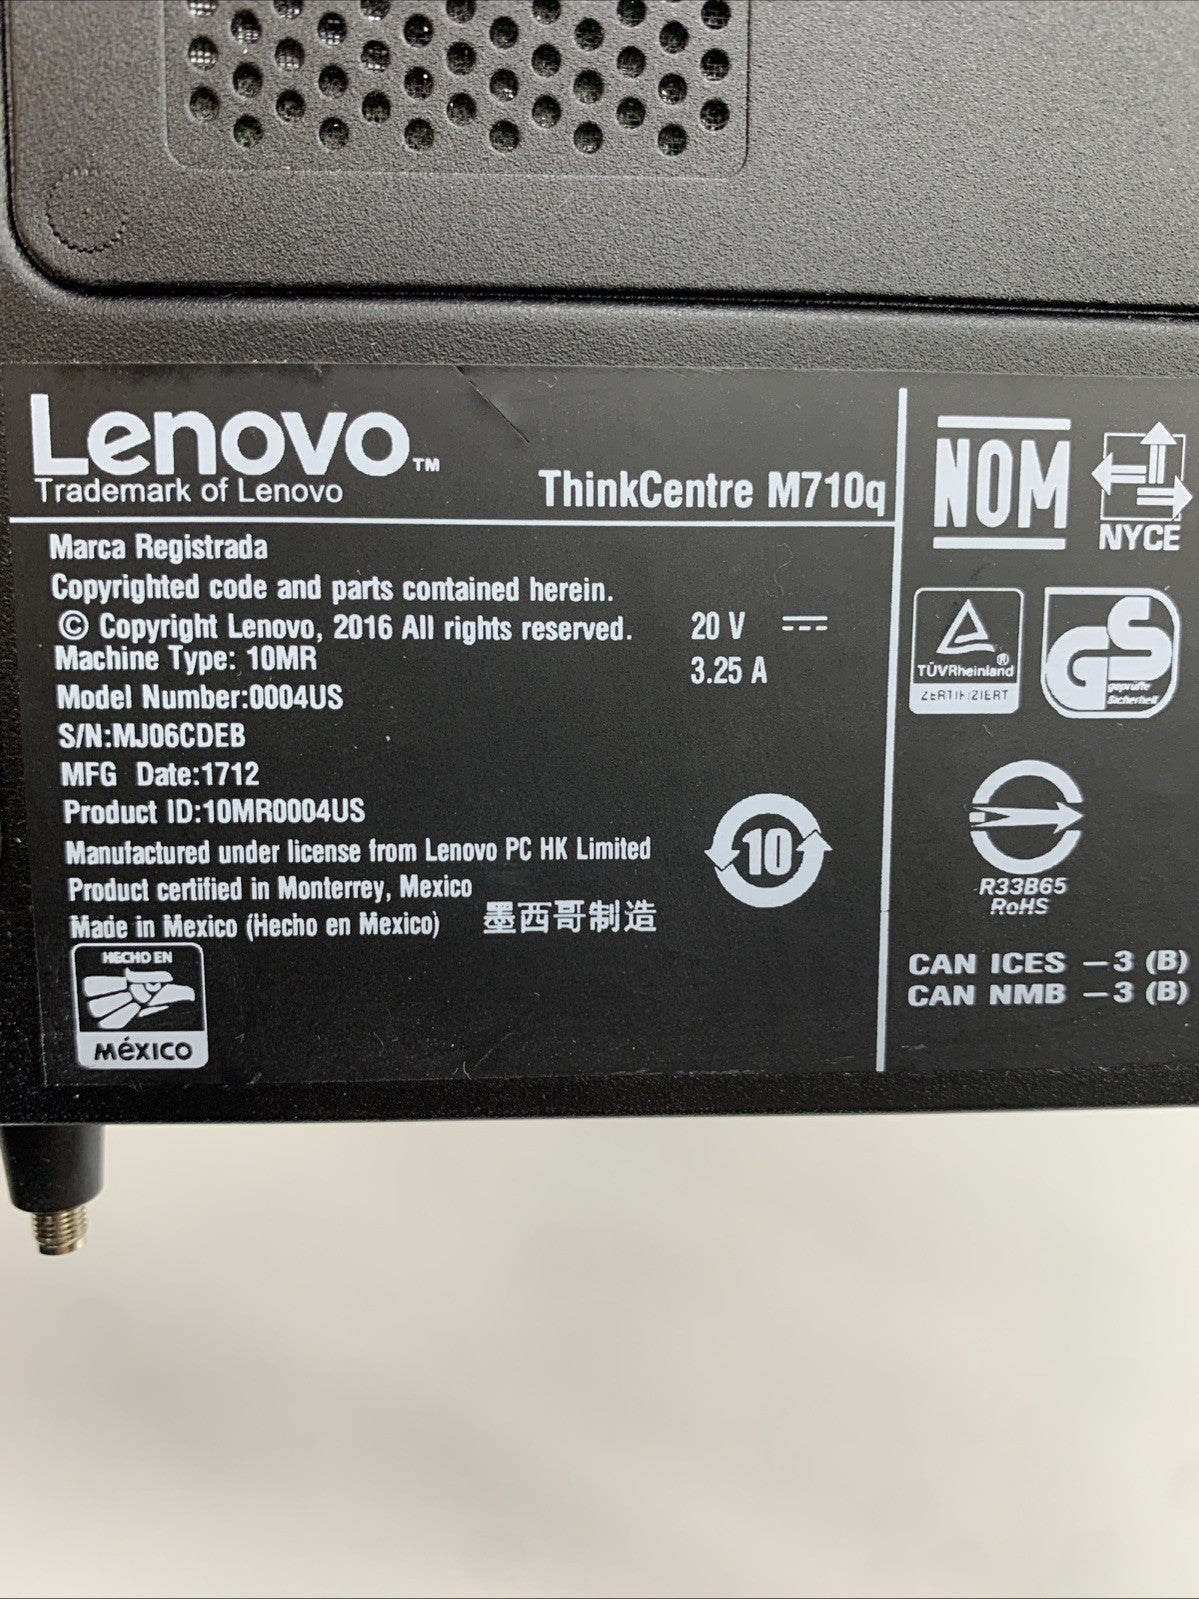 Lenovo™
Trademark of Lenovo
ThinkCentre M710q
Marca Registrada
Copyrighted code and parts contained herein.
© Copyright Lenovo, 2016 All rights reserved.
Machine Type: 10MR
Model Number:0004US
S/N:MJ06CDEB
MFG Date:1712
Product ID:10MR0004US
Manufactured under license from Lenovo PC HK Limited
Product certified in Monterrey, Mexico
Made in Mexico (Hecho en Mexico) 墨西哥制造
HECHO EN
MéXICO
20 V
3.25 A
10
NOM
NYCE
TÜVRheinland®
ZERTIFIZIERT
GS
geprüfte
Sicherheit
R33B65
RoHS
CAN ICES –3 (B)
CAN NMB –3 (B)